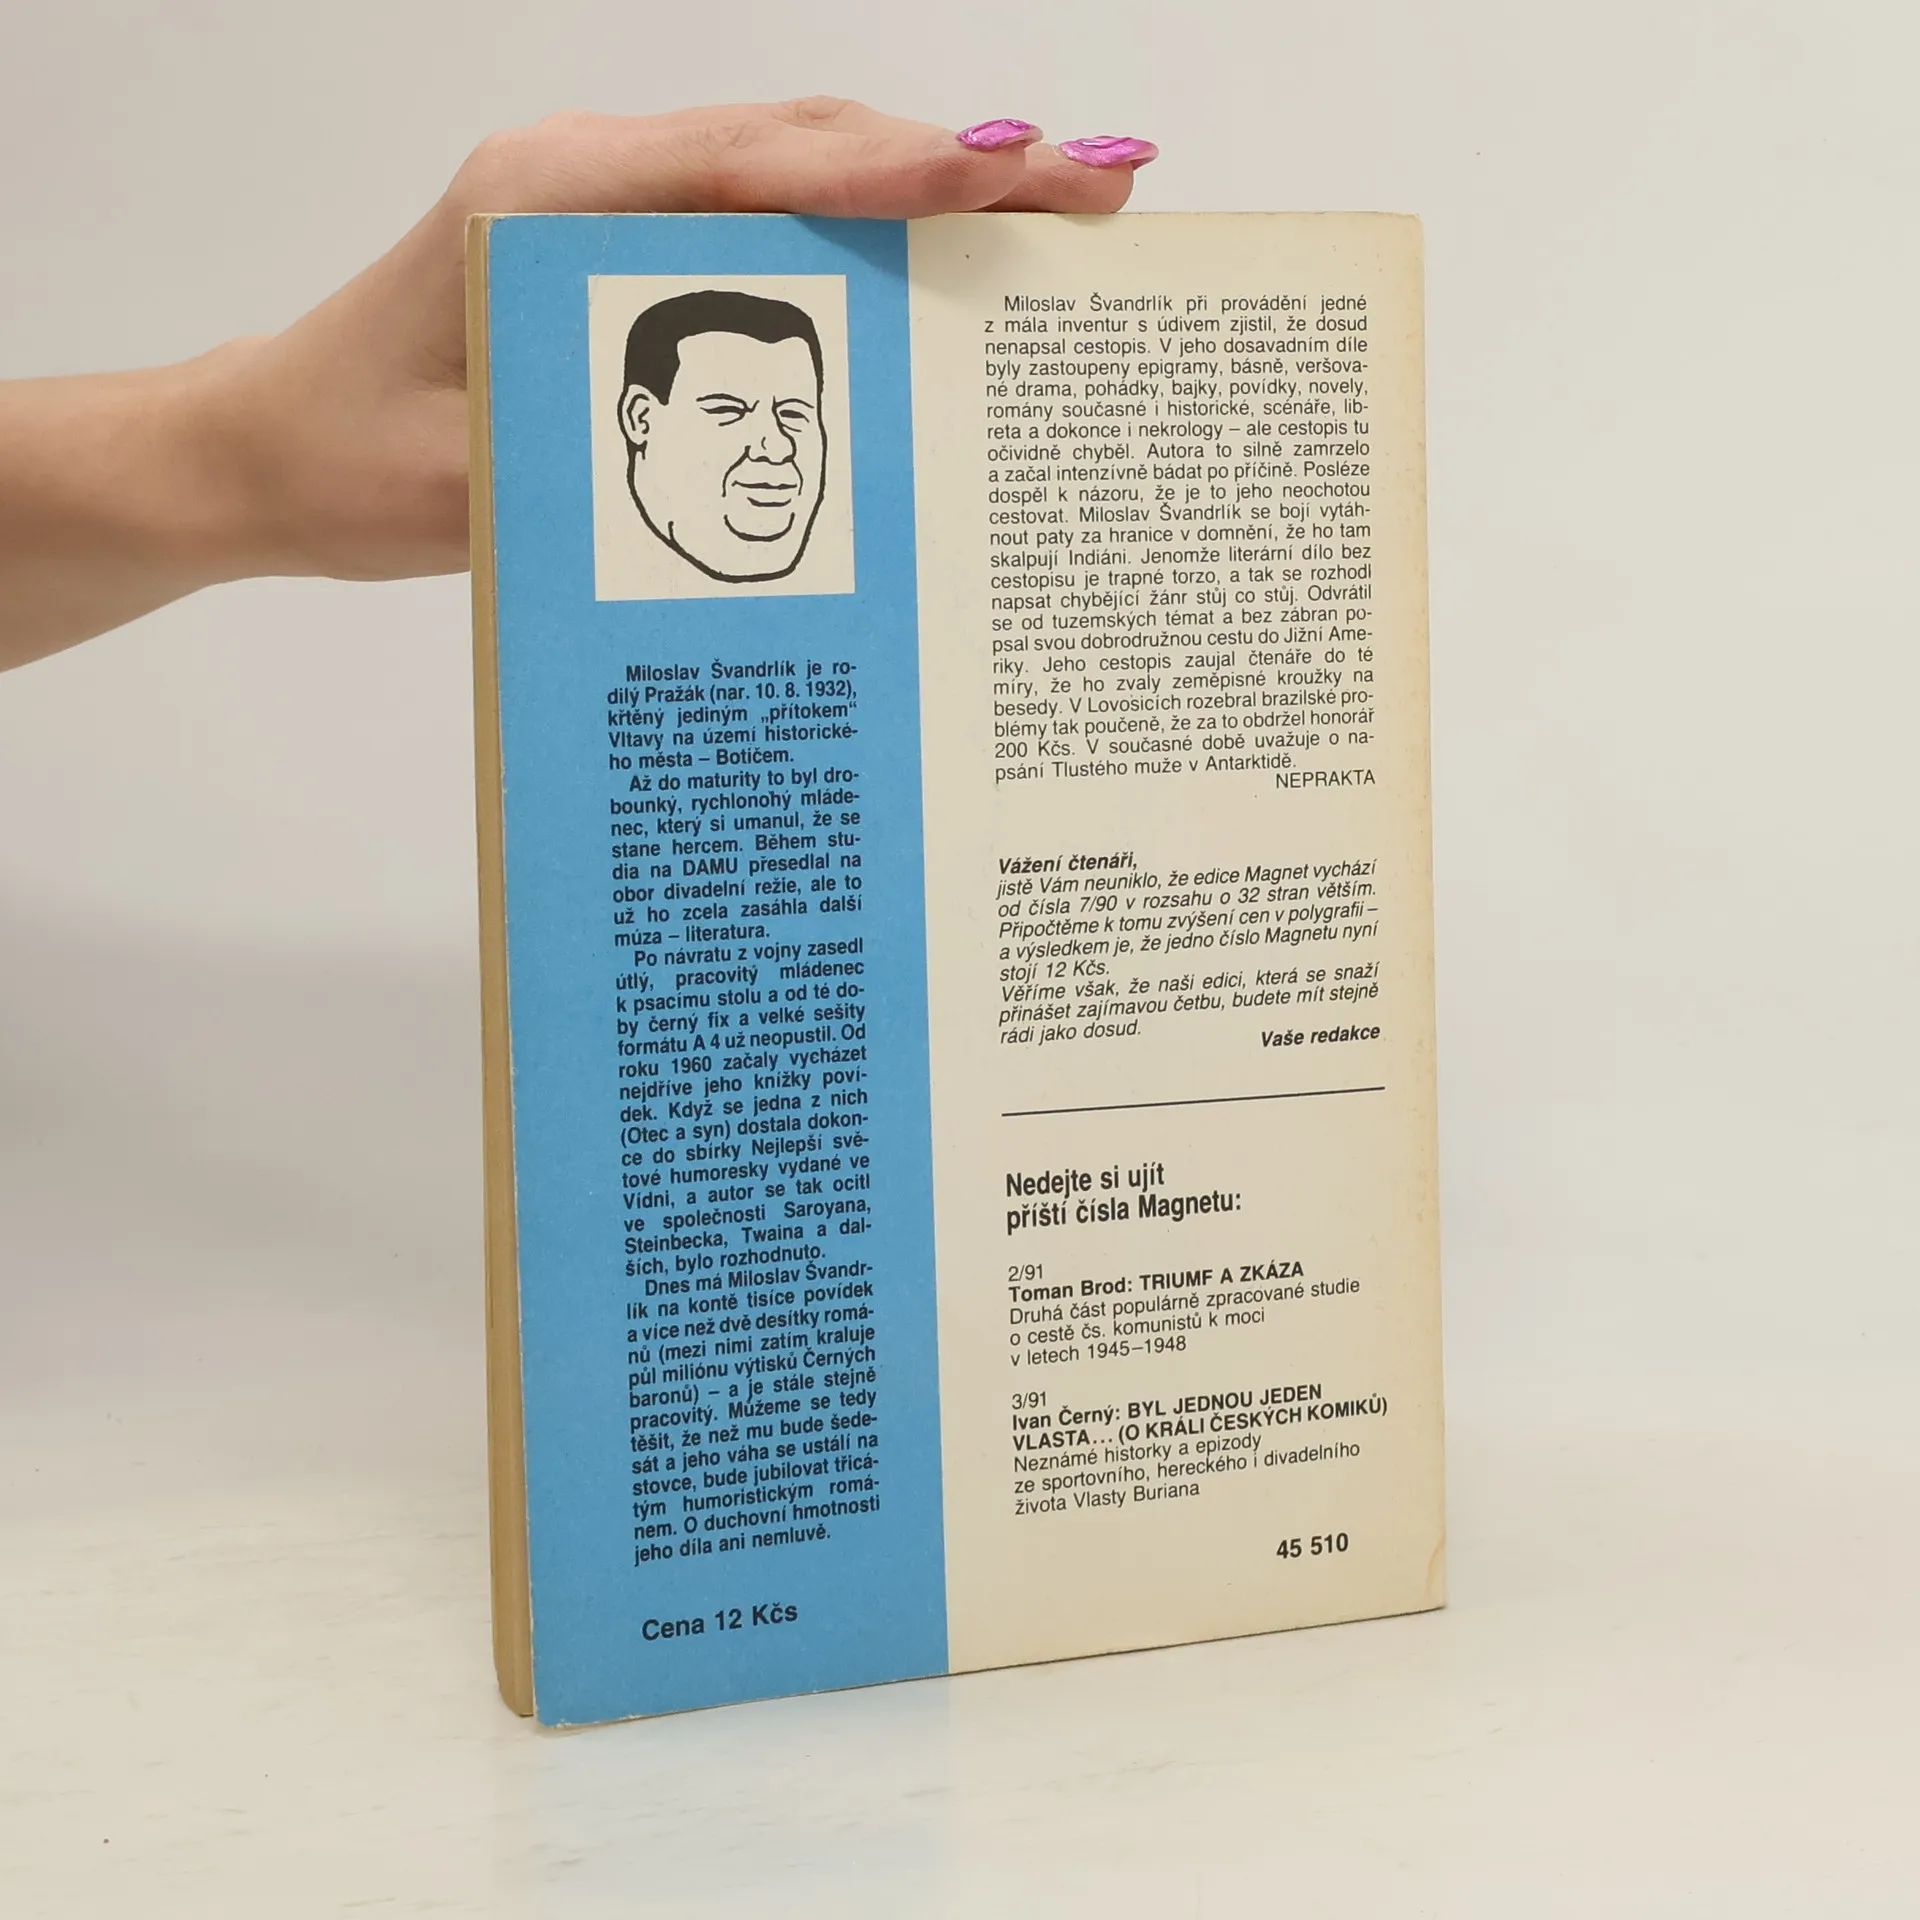 Miloslav Švandrlík je ro-
dilý Pražák (nar. 10. 8. 1932),
křtěný jediným „přítokem“
Vltavy na území historické-
ho města – Botičem.
Až do maturity to byl dro-
bounký, rychlonohý mláde-
nec, který si umanul, že se
stane hercem. Během stu-
dia na DAMU přesedlal na
obor divadelní režie, ale to
už ho zcela zasáhla další
múza – literatura.
Po návratu z vojny zasedl
útlý, pracovitý mládenec
k psacímu stolu a od té do-
by černý fix a velké sešity
formátu A 4 už neopustil. Od
roku 1960 začaly vycházet
nejdříve jeho knížky poví-
dek. Když se jedna z nich
(Otec a syn) dostala dokon-
ce do sbírky Nejlepší svě-
tové humoresky vydané ve
Vídni, a autor se tak ocitl
ve společnosti Saroyana,
Steinbecka, Twaina a dal-
ších, bylo rozhodnuto.
Dnes má Miloslav Švandr-
lík na kontě tisíce povídek
a více než dvě desítky romá-
nů (mezi nimi zatím kraluje
půl miliónu výtisků Černých
baronů) – a je stále stejně
pracovitý. Můžeme se tedy
těšit, že než mu bude šede-
sát a jeho váha se ustálí na
stovce, bude jubilovat třicá-
tým humoristickým romá-
nem. O duchovní hmotnosti
jeho díla ani nemluvě.
Cena 12 Kčs
Miloslav Švandrlík při provádění jedné
z mála inventur s údivem zjistil, že dosud
nenapsal cestopis. V jeho dosavadním díle
byly zastoupeny epigramy, básně, veršova-
né drama, pohádky, bajky, povídky, novely,
romány současné i historické, scénáře, lib-
reta a dokonce i nekrology – ale cestopis tu
očividně chyběl. Autora to silně zamrzelo
a začal intenzívně bádat po příčině. Posléze
dospěl k názoru, že je to jeho neochotou
cestovat. Miloslav Švandrlík se bojí vytáh-
nout paty za hranice v domnění, že ho tam
skalpují Indiáni. Jenomže literární dílo bez
cestopisu je trapné torzo, a tak se rozhodl
napsat chybějící žánr stůj co stůj. Odvrátil
se od tuzemských témat a bez zábran po-
psal svou dobrodružnou cestu do Jižní Ame-
riky. Jeho cestopis zaujal čtenáře do té
míry, že ho zvaly zeměpisné kroužky na
besedy. V Lovosicích rozebral brazilské pro-
blémy tak poučeně, že za to obdržel honorář
200 Kčs. V současné době uvažuje o na-
psání Tlustého muže v Antarktidě.
NEPRAKTA
Vážení čtenáři,
jistě Vám neuniklo, že edice Magnet vychází
od čísla 7/90 v rozsahu o 32 stran větším.
Připočtěme k tomu zvýšení cen v polygrafii –
a výsledkem je, že jedno číslo Magnetu nyní
stojí 12 Kčs.
Věříme však, že naši edici, která se snaží
přinášet zajímavou četbu, budete mít stejně
rádi jako dosud.
Vaše redakce
Nedejte si ujít
příští čísla Magnetu:
2/91
Toman Brod: TRIUMF A ZKÁZA
Druhá část populárně zpracované studie
o cestě čs. komunistů k moci
v letech 1945–1948
3/91
Ivan Černý: BYL JEDNOU JEDEN
VLASTA... (O KRÁLI ČESKÝCH KOMIKŮ)
Neznámé historky a epizody
ze sportovního, hereckého i divadelního
života Vlasty Buriana
45 510